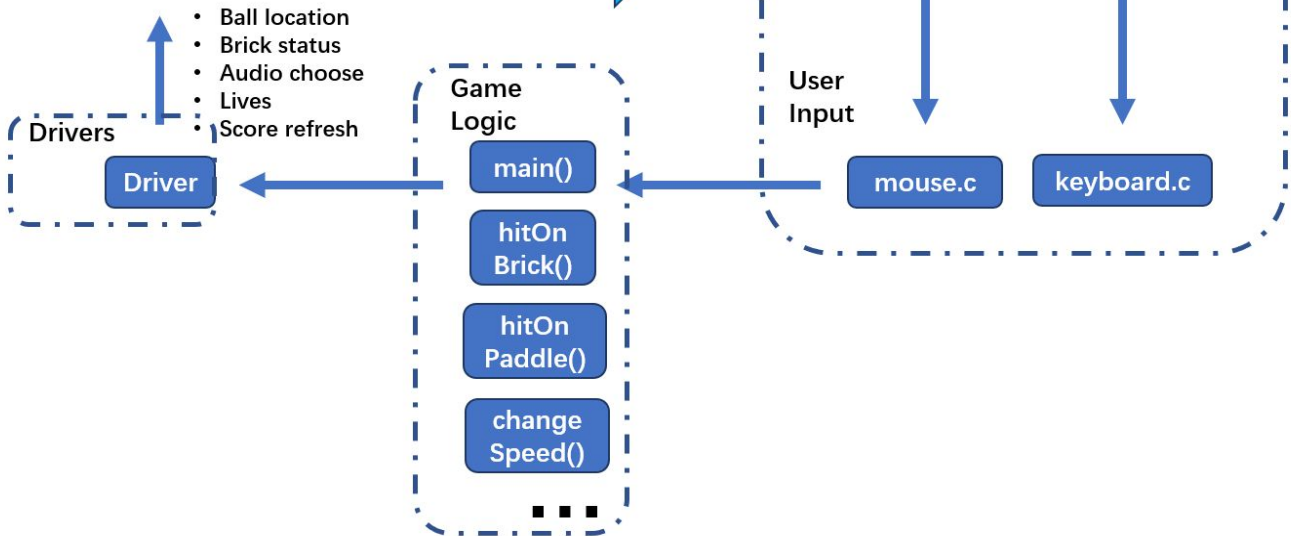 • Ball location
• Brick status
• Audio choose
• Lives
• Score refresh
Drivers
Driver
Game
Logic
main()
hitOn
Brick()
hitOn
Paddle()
change
Speed()
...
User
Input
mouse.c
keyboard.c